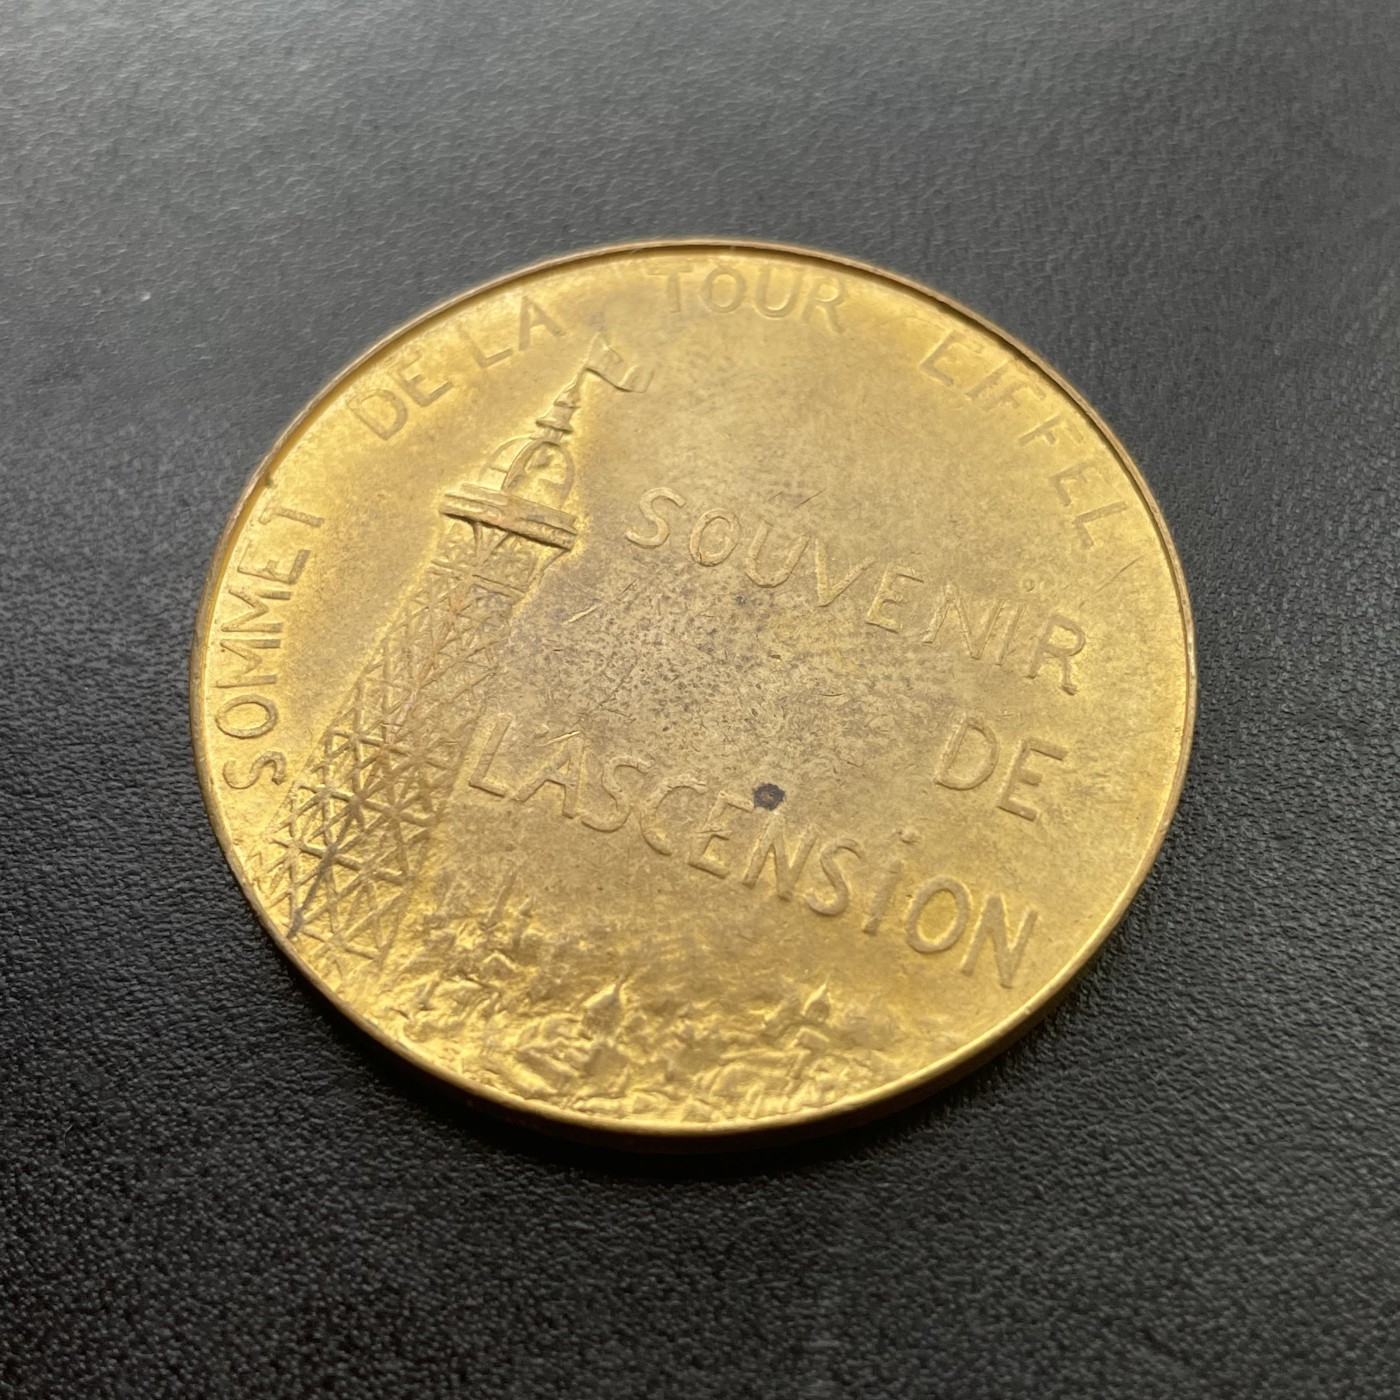 SOMMET DE LA TOUR EIFFEL
SOUVENIR
DE
L'ASCENSION